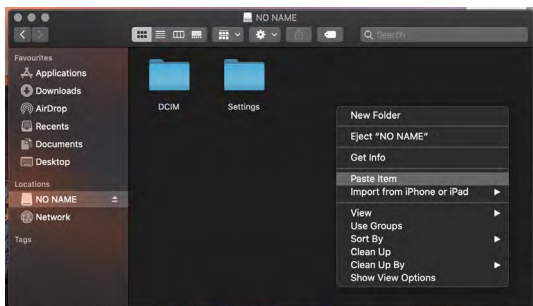 NO NAME
Search
Favourites
Applications
Downloads
AirDrop
Recents
Documents
Desktop
Locations
NO NAME
Network
Tags
DCIM
Settings
New Folder
Eject "NO NAME"
Get Info
Paste Item
Import from iPhone or iPad
View
Use Groups
Sort By
Clean Up
Clean Up By
Show View Options